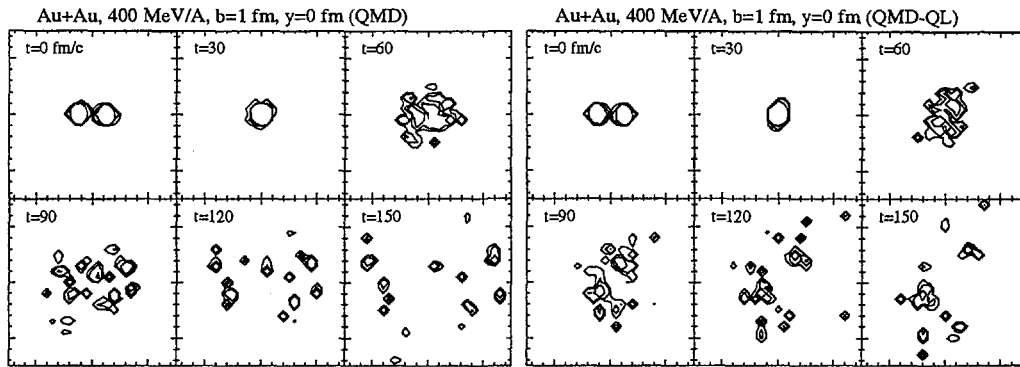 Au+Au, 400 MeV/A, b=1 fm, y=0 fm (QMD)
t=0 fm/c
t=30
t=60
t=90
t=120
t=150
Au+Au, 400 MeV/A, b=1 fm, y=0 fm (QMD-QL)
t=0 fm/c
t=30
t=60
t=90
t=120
t=150